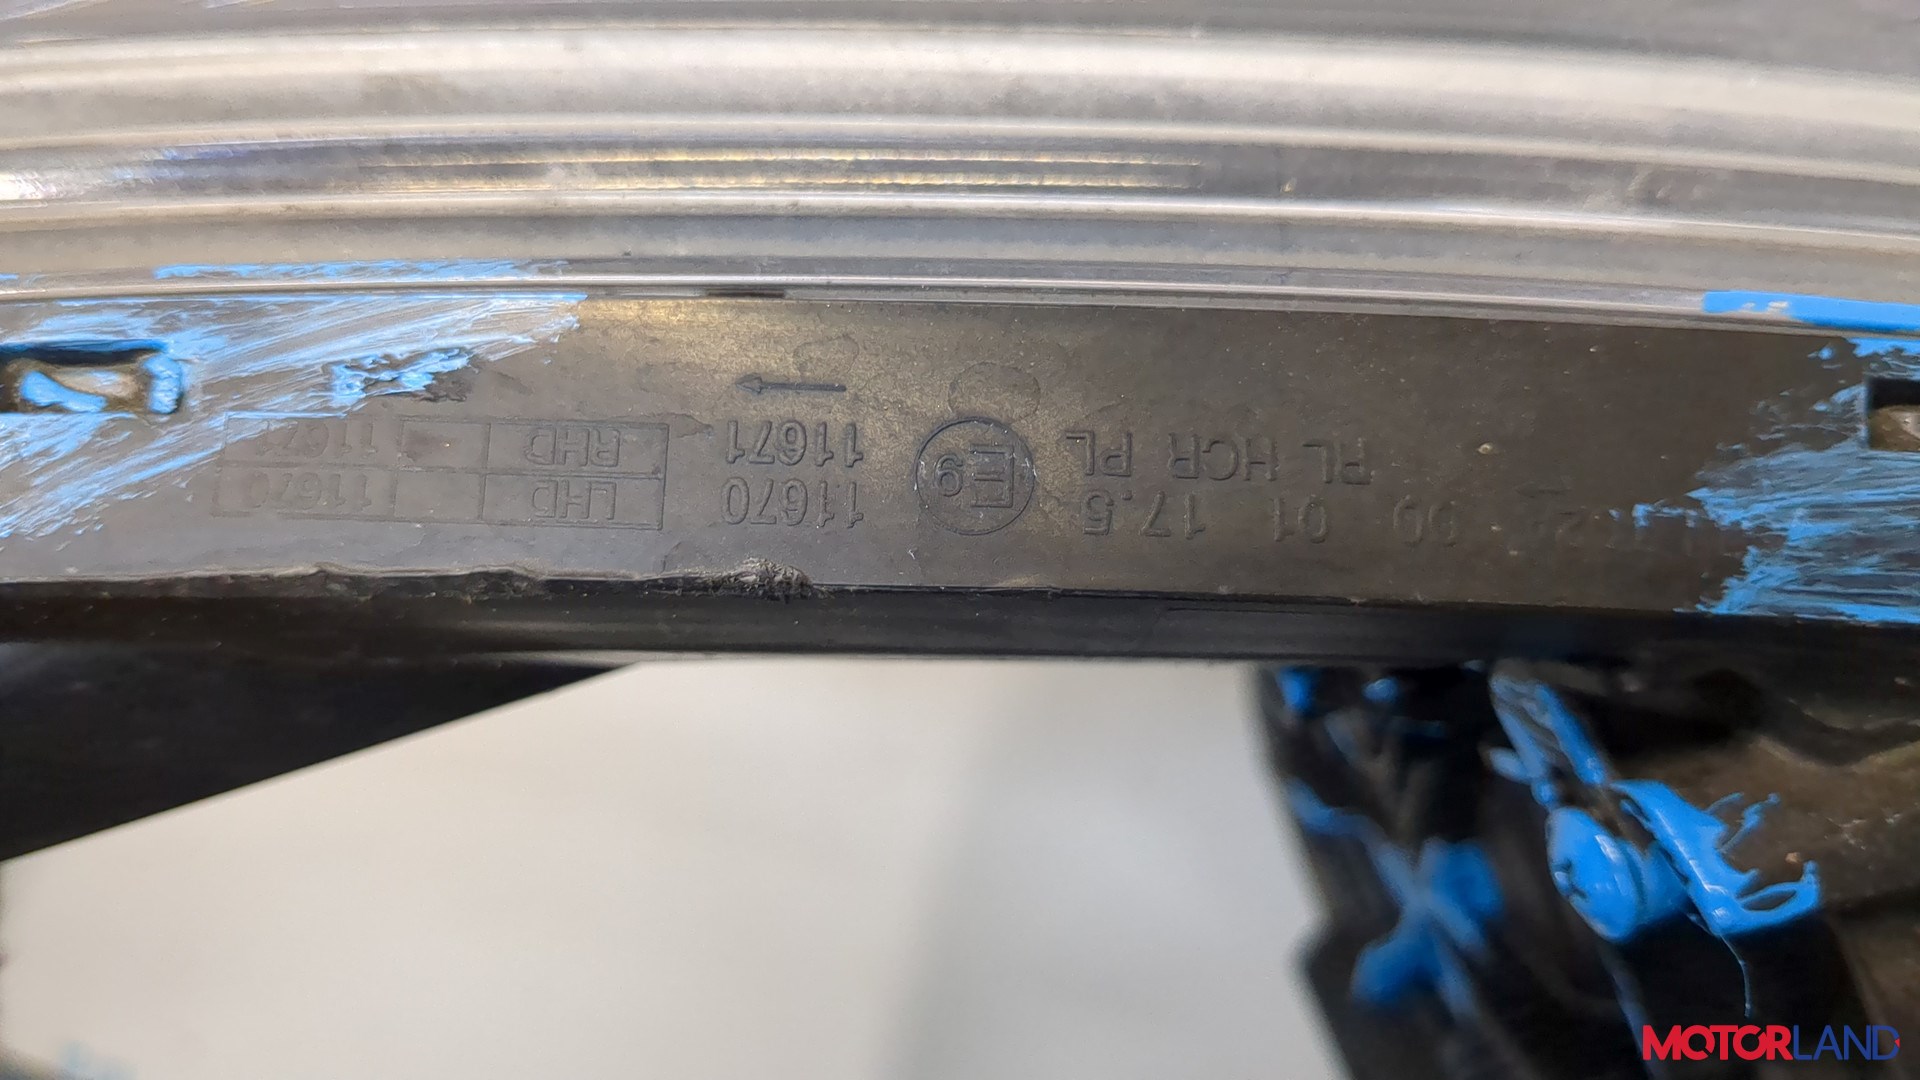 00 01 17.5 E9 11670 LHD 11670
RL HCR PL 11671 RHD 11671
MOTORLAND